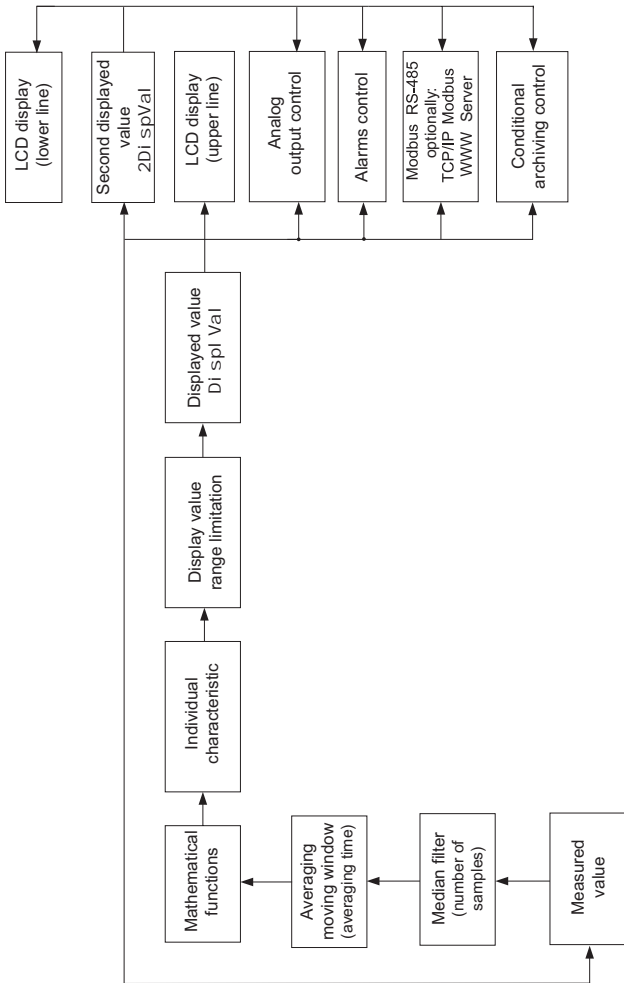 LCD display
(lower line)
Second displayed
value
2Di spVal
LCD display
(upper line)
Analog
output control
Alarms control
Modbus RS-485
optionally:
TCP/IP Modbus
WWW Server
Conditional
archiving control
Displayed value
Di spl Val
Display value
range limitation
Individual
characteristic
Mathematical
functions
Averaging
moving window
(averaging time)
Median filter
(number of
samples)
Measured
value